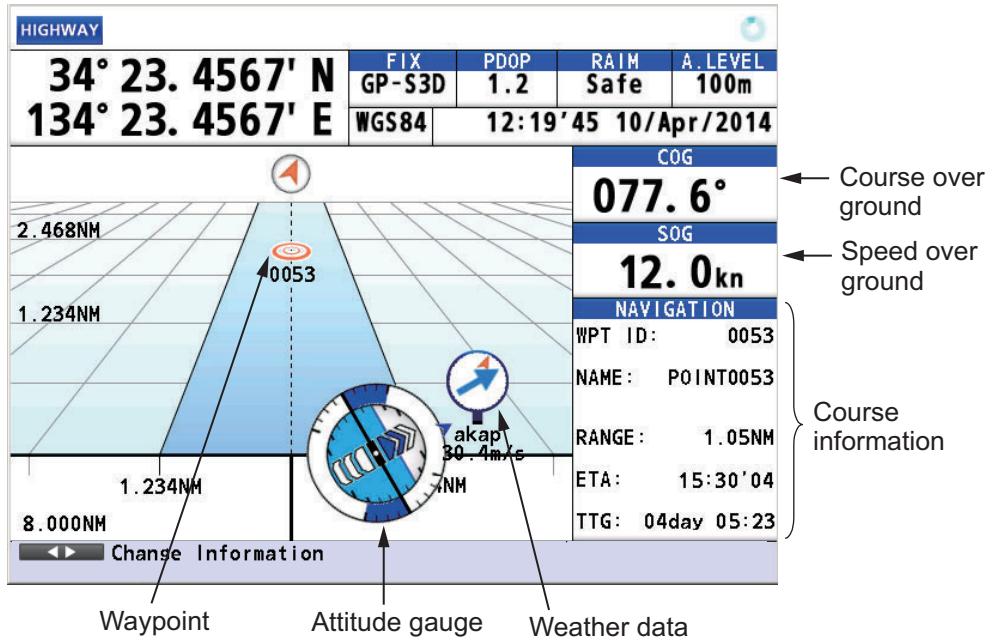 HIGHWAY
34° 23. 4567' N
134° 23. 4567' E
FIX PDOP RAIM A.LEVEL
GP-S3D 1.2 Safe 100m
WGS84 12:19'45 10/Apr/2014
COG
077. 6°
Course over
ground
SOG
12. 0kn
Speed over
ground
2.468NM
0053
1.234NM
NAVIGATION
WPT ID: 0053
NAME: POINT0053
RANGE: 1.05NM
ETA: 15:30'04
TTG: 04day 05:23
Course
information
akap
30.4m/s
1.234NM
NM
8.000NM
Chanse Information
Waypoint
Attitude gauge
Weather data